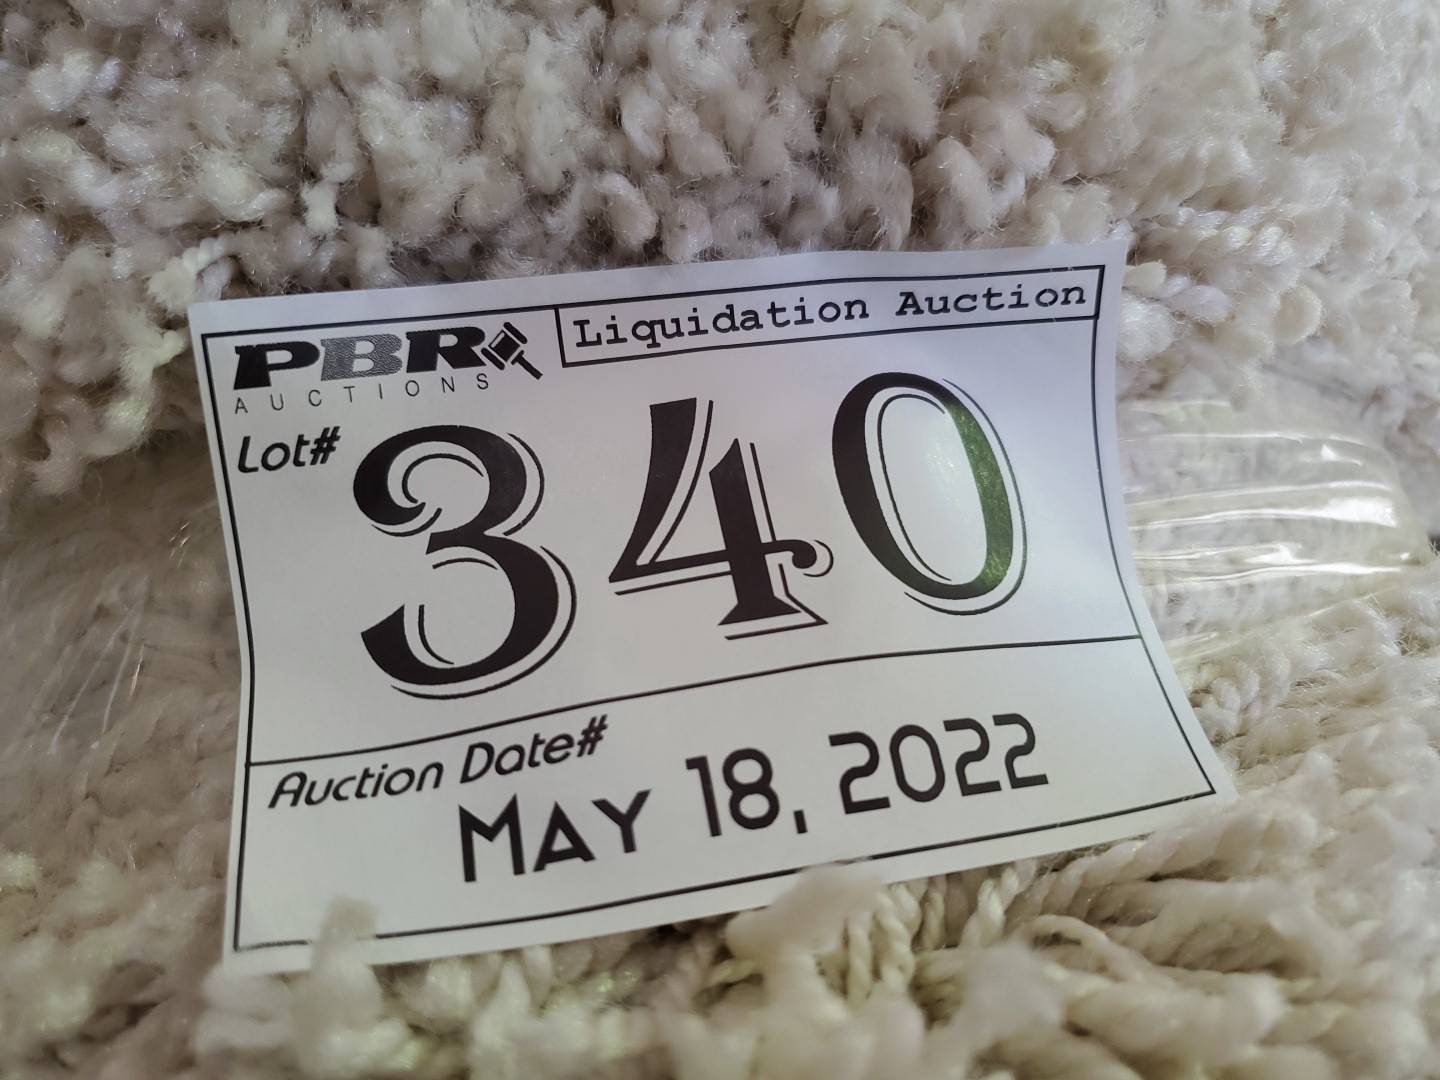 PBR
AUCTIONS
Liquidation Auction
Lot#
340
Auction Date#
MAY 18, 2022